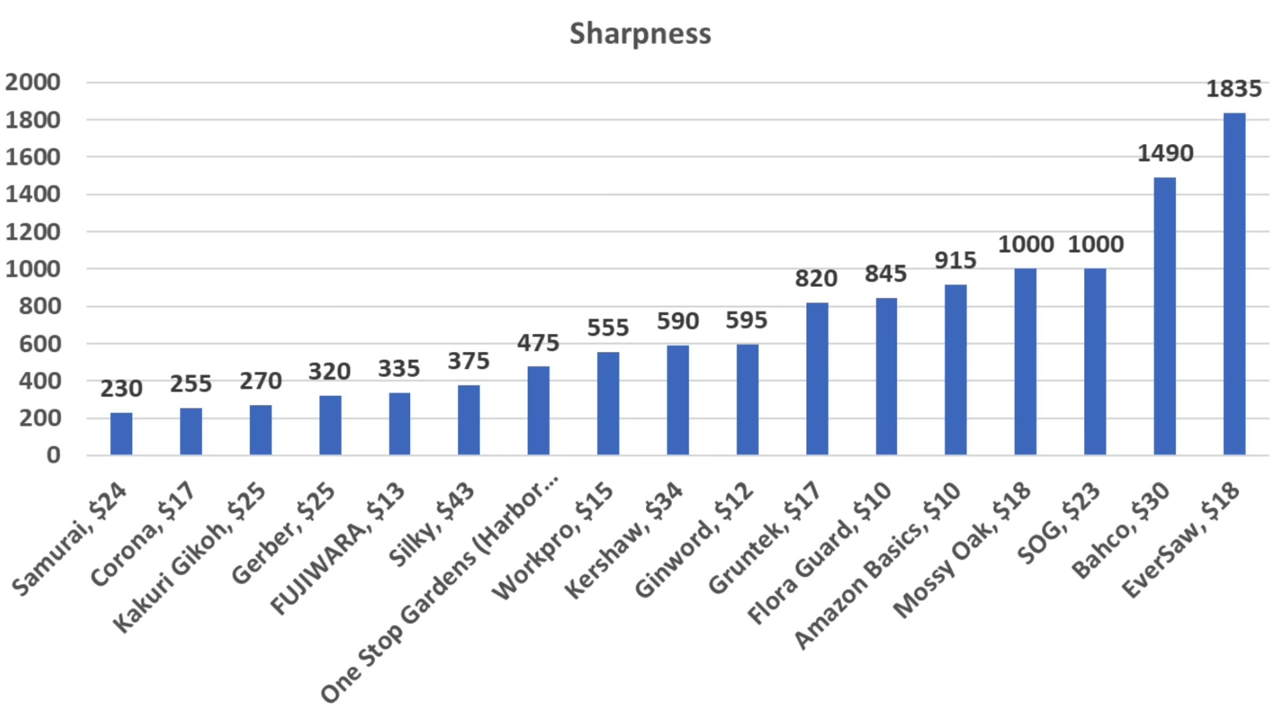 Sharpness
2000
1800
1600
1400
1200
1000
800
600
400
200
0
230
255
270
320
335
375
475
555
590
595
820
845
915
1000
1000
1490
1835
Samurai, $24
Corona, $17
Kakuri Gikoh, $25
Gerber, $25
FUJIWARA, $13
Silky, $43
One Stop Gardens (Harbor…
Workpro, $15
Kershaw, $34
Ginword, $12
Gruntek, $17
Flora Guard, $10
Amazon Basics, $10
Mossy Oak, $18
SOG, $23
Bahco, $30
EverSaw, $18